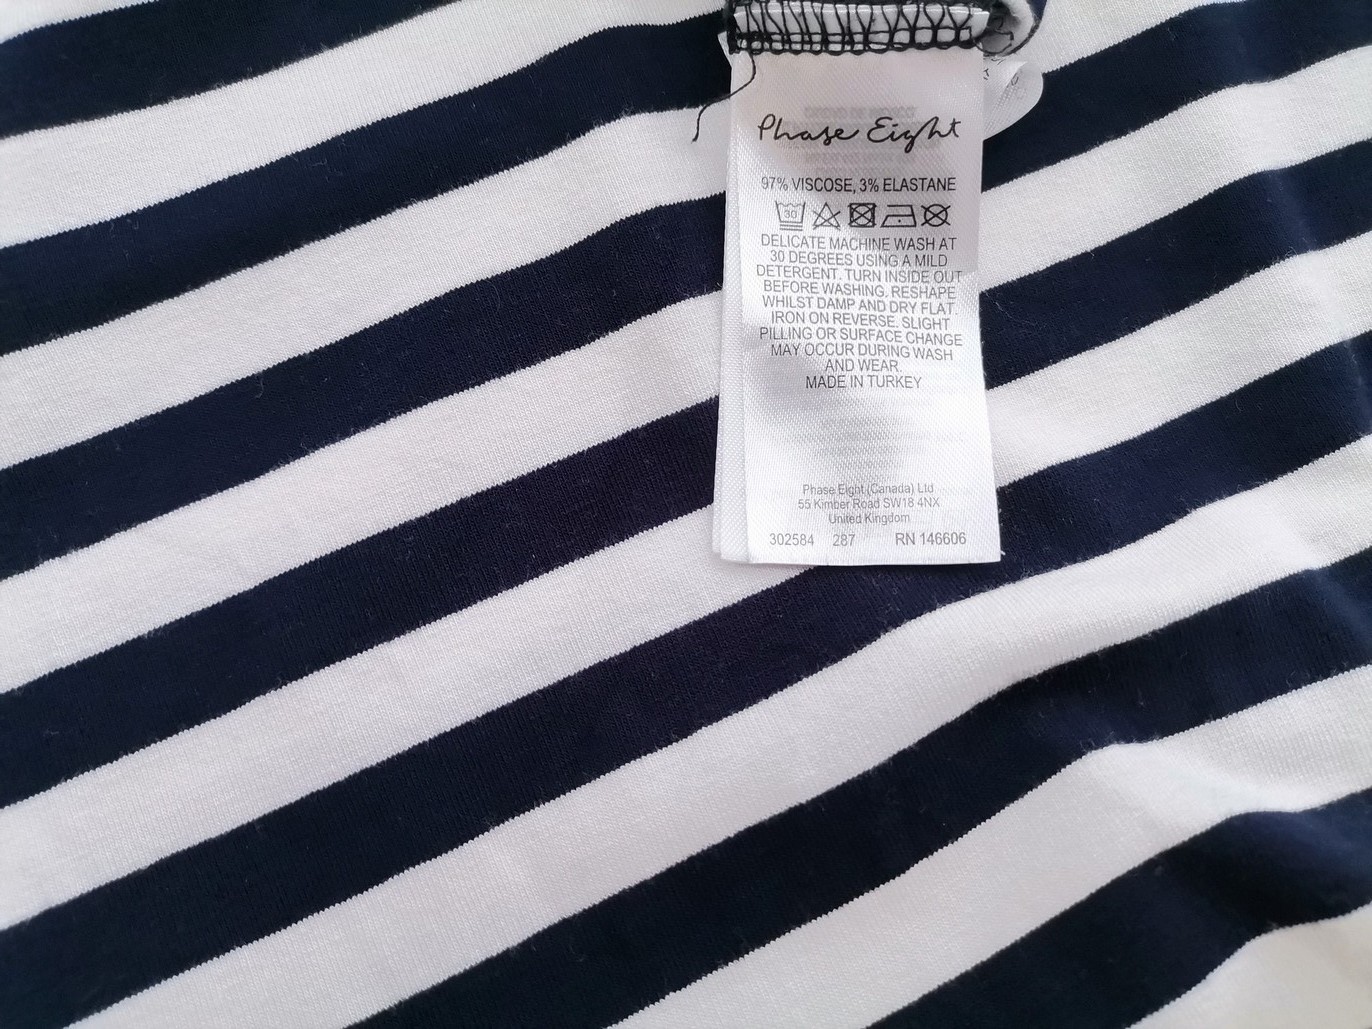 Phase Eight
97% VISCOSE, 3% ELASTANE
30
DELICATE MACHINE WASH AT
30 DEGREES USING A MILD
DETERGENT. TURN INSIDE OUT
BEFORE WASHING. RESHAPE
WHILST DAMP AND DRY FLAT.
IRON ON REVERSE. SLIGHT
PILLING OR SURFACE CHANGE
MAY OCCUR DURING WASH
AND WEAR.
MADE IN TURKEY
Phase Eight (Canada) Ltd
55 Kimber Road SW18 4NX
United Kingdom
302584 287 RN 146606